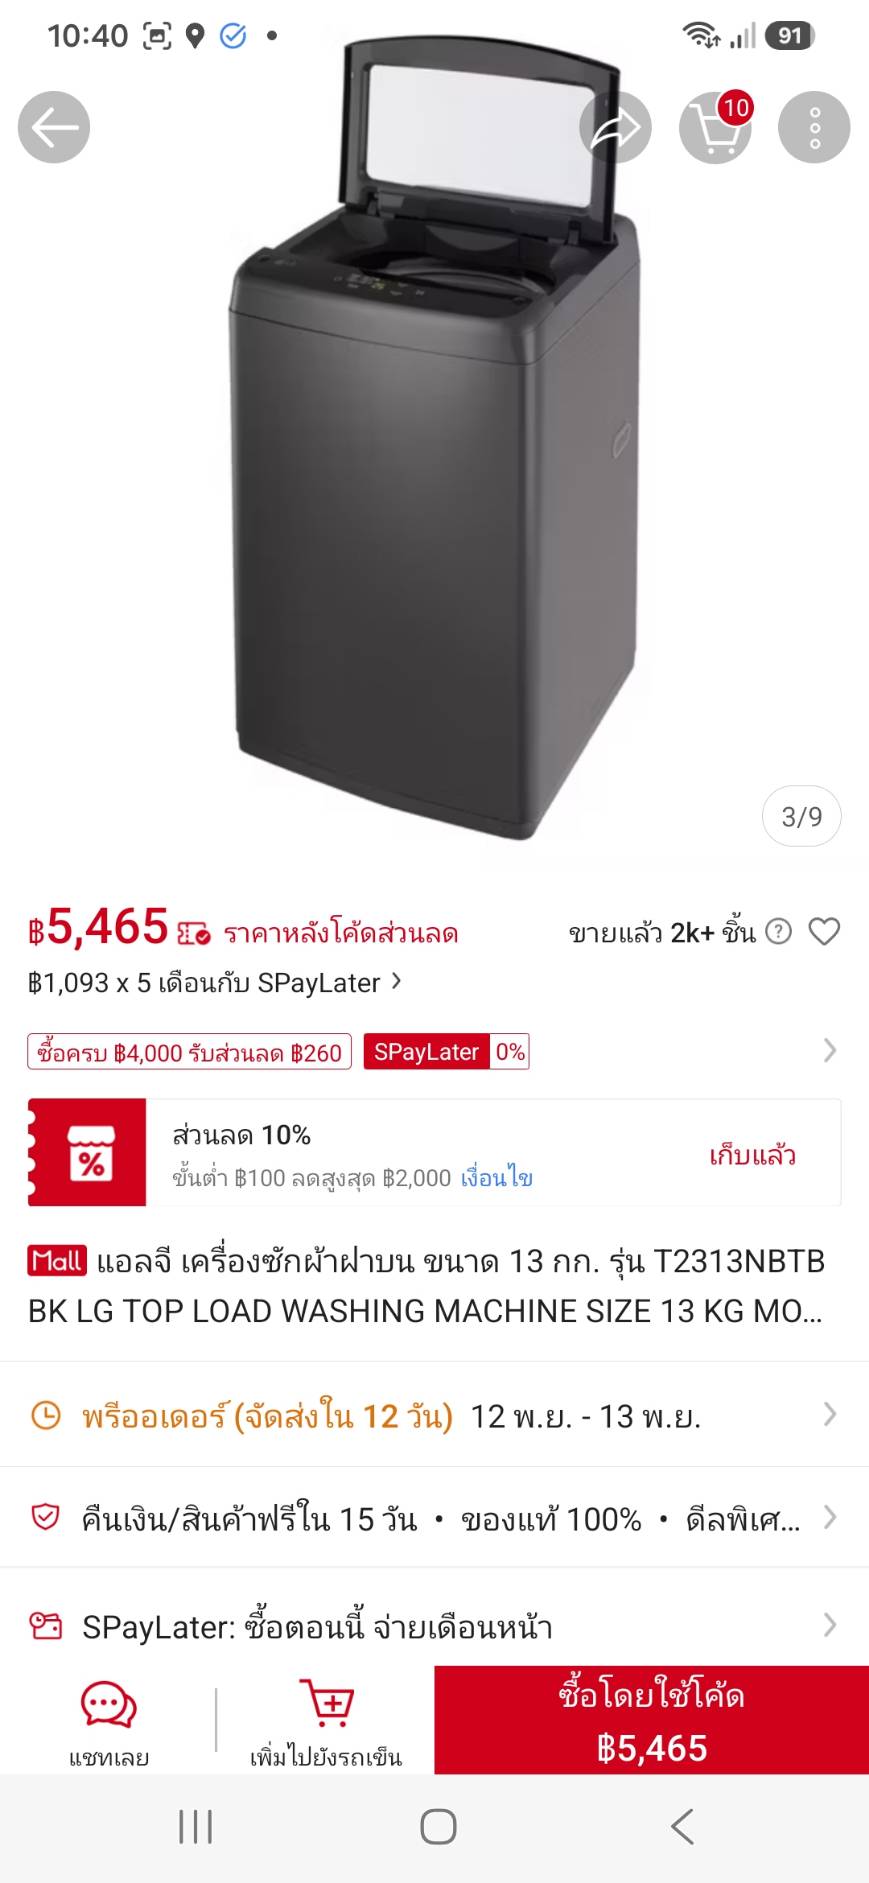 10:40
91
10
3/9
฿5,465 ราคาหลังโค้ดส่วนลด
ขายแล้ว 2k+ ชิ้น ?
฿1,093 x 5 เดือนกับ SPayLater >
ซื้อครบ ฿4,000 รับส่วนลด ฿260
SPayLater 0%
ส่วนลด 10%
ขั้นต่ำ ฿100 ลดสูงสุด ฿2,000 เงื่อนไข
เก็บแล้ว
Mall แอลจี เครื่องซักผ้าฝาบน ขนาด 13 กก. รุ่น T2313NBTB
BK LG TOP LOAD WASHING MACHINE SIZE 13 KG MO...
พรีออเดอร์ (จัดส่งใน 12 วัน) 12 พ.ย. - 13 พ.ย.
คืนเงิน/สินค้าฟรีใน 15 วัน • ของแท้ 100% • ดีลพิเศ...
SPayLater: ซื้อตอนนี้ จ่ายเดือนหน้า
แชทเลย
เพิ่มไปยังรถเข็น
ซื้อโดยใช้โค้ด
฿5,465